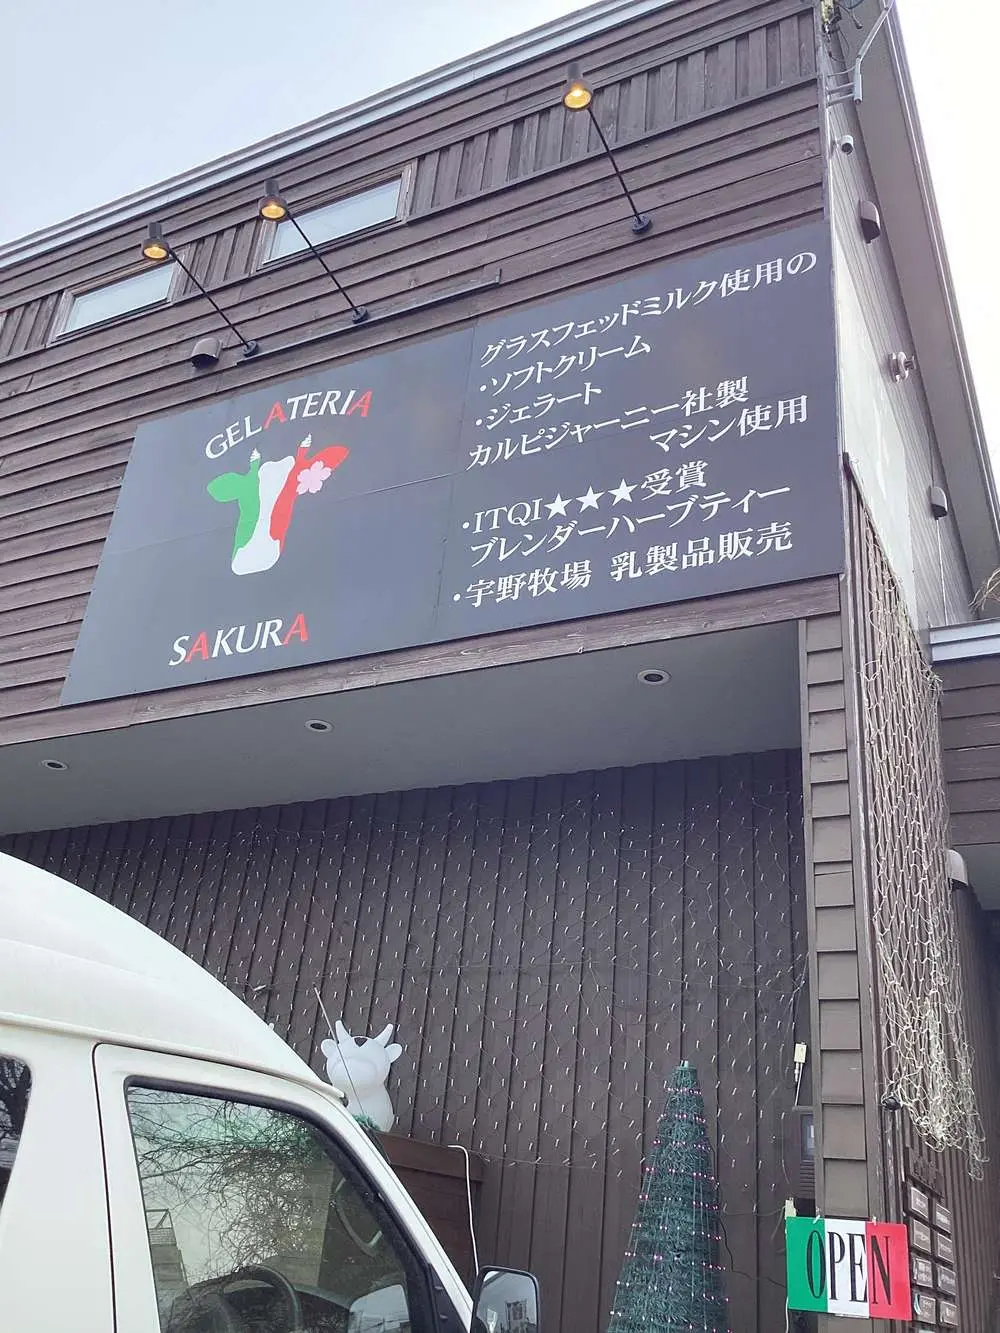 GELATERIA
SAKURA
グラスフェッドミルク使用の
・ソフトクリーム
・ジェラート
カルピジャーニー社製
マシン使用
・ITQI★★★受賞
ブレンダーハーブティー
・宇野牧場 乳製品販売
OPEN